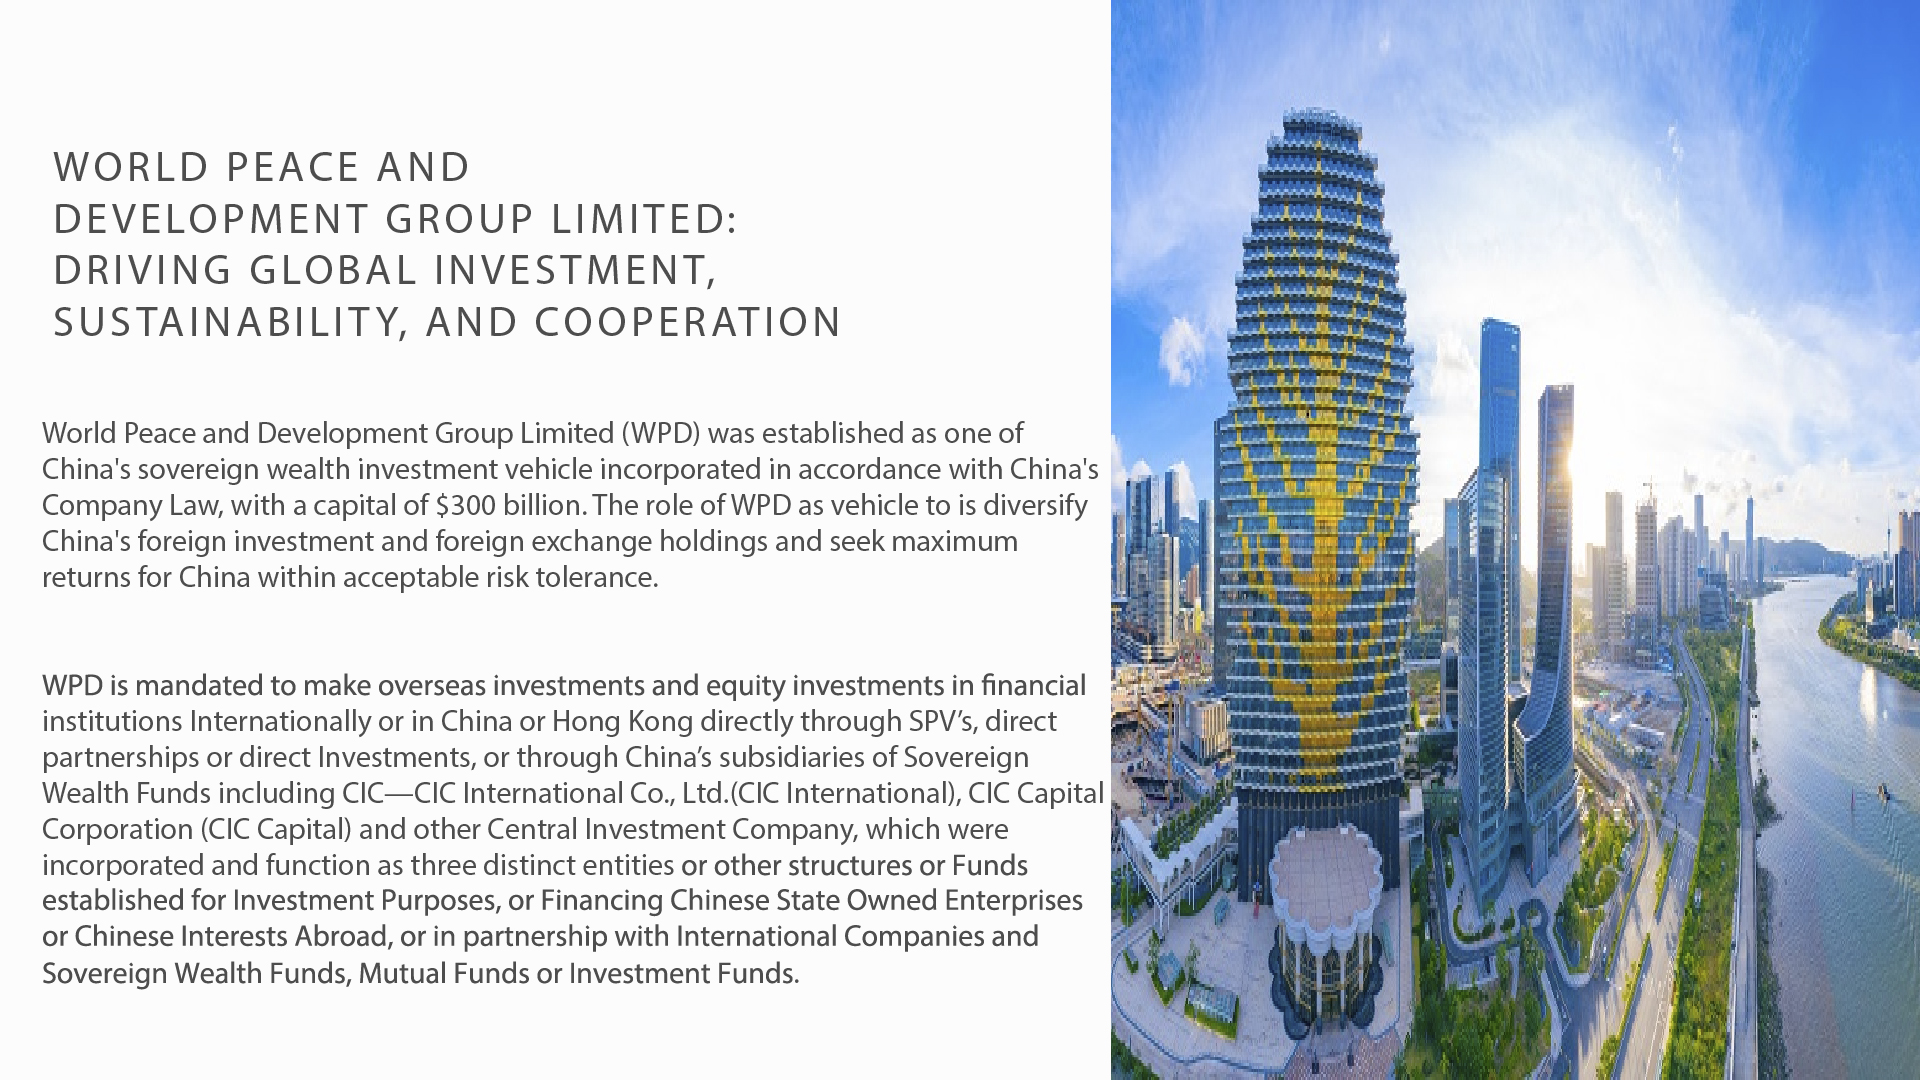 WORLD PEACE AND
DEVELOPMENT GROUP LIMITED:
DRIVING GLOBAL INVESTMENT,
SUSTAINABILITY, AND COOPERATION
World Peace and Development Group Limited (WPD) was established as one of
China's sovereign wealth investment vehicle incorporated in accordance with China's
Company Law, with a capital of $300 billion. The role of WPD as vehicle to is diversify
China's foreign investment and foreign exchange holdings and seek maximum
returns for China within acceptable risk tolerance.
WPD is mandated to make overseas investments and equity investments in financial
institutions Internationally or in China or Hong Kong directly through SPV’s, direct
partnerships or direct Investments, or through China’s subsidiaries of Sovereign
Wealth Funds including CIC—CIC International Co., Ltd.(CIC International), CIC Capital
Corporation (CIC Capital) and other Central Investment Company, which were
incorporated and function as three distinct entities or other structures or Funds
established for Investment Purposes, or Financing Chinese State Owned Enterprises
or Chinese Interests Abroad, or in partnership with International Companies and
Sovereign Wealth Funds, Mutual Funds or Investment Funds.